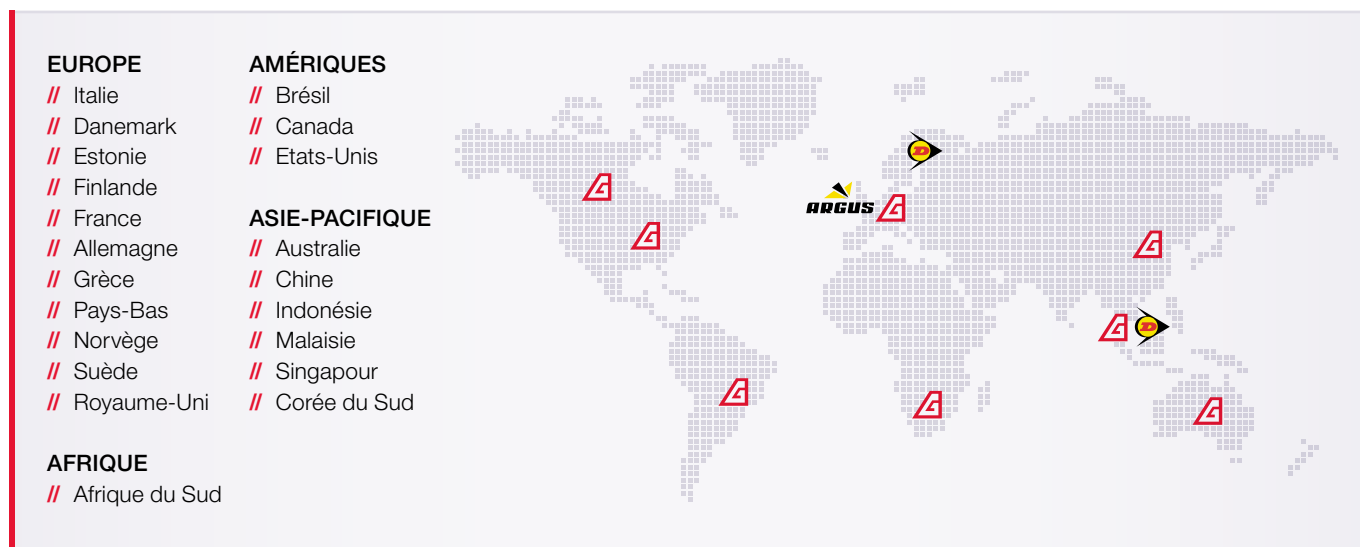 EUROPE
// Italie
// Danemark
// Estonie
// Finlande
// France
// Allemagne
// Grèce
// Pays-Bas
// Norvège
// Suède
// Royaume-Uni
AFRIQUE
// Afrique du Sud
AMÉRIQUES
// Brésil
// Canada
// Etats-Unis
ASIE-PACIFIQUE
// Australie
// Chine
// Indonésie
// Malaisie
// Singapour
// Corée du Sud
D
ARGUS
D